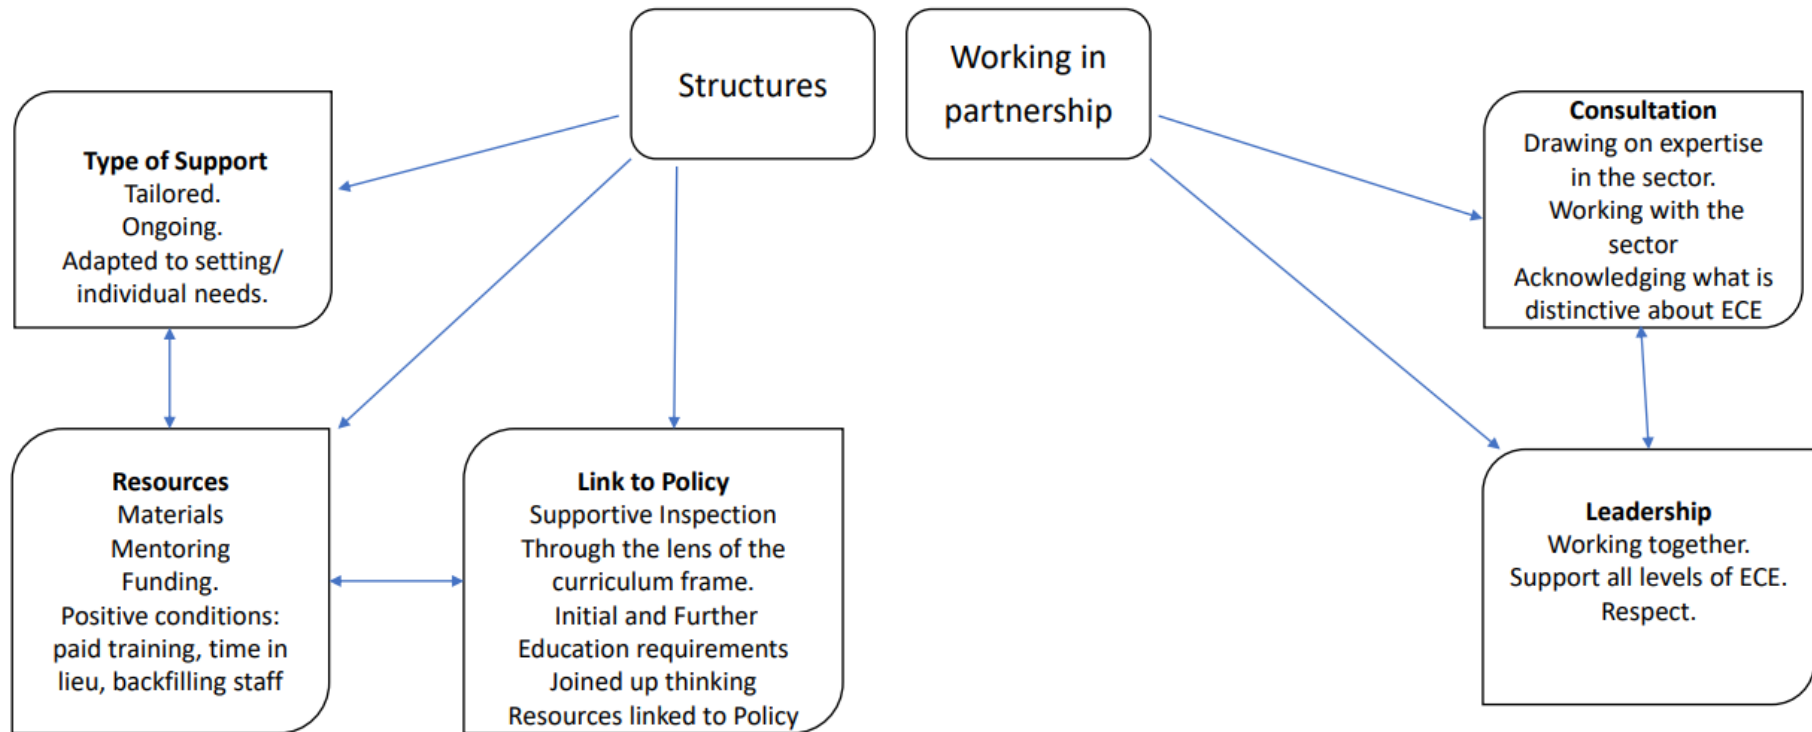 Structures
Working in
partnership
Type of Support
Tailored.
Ongoing.
Adapted to setting/
individual needs.
Consultation
Drawing on expertise
in the sector.
Working with the
sector
Acknowledging what is
distinctive about ECE
Resources
Materials
Mentoring
Funding.
Positive conditions:
paid training, time in
lieu, backfilling staff
Link to Policy
Supportive Inspection
Through the lens of the
curriculum frame.
Initial and Further
Education requirements
Joined up thinking
Resources linked to Policy
Leadership
Working together.
Support all levels of ECE.
Respect.